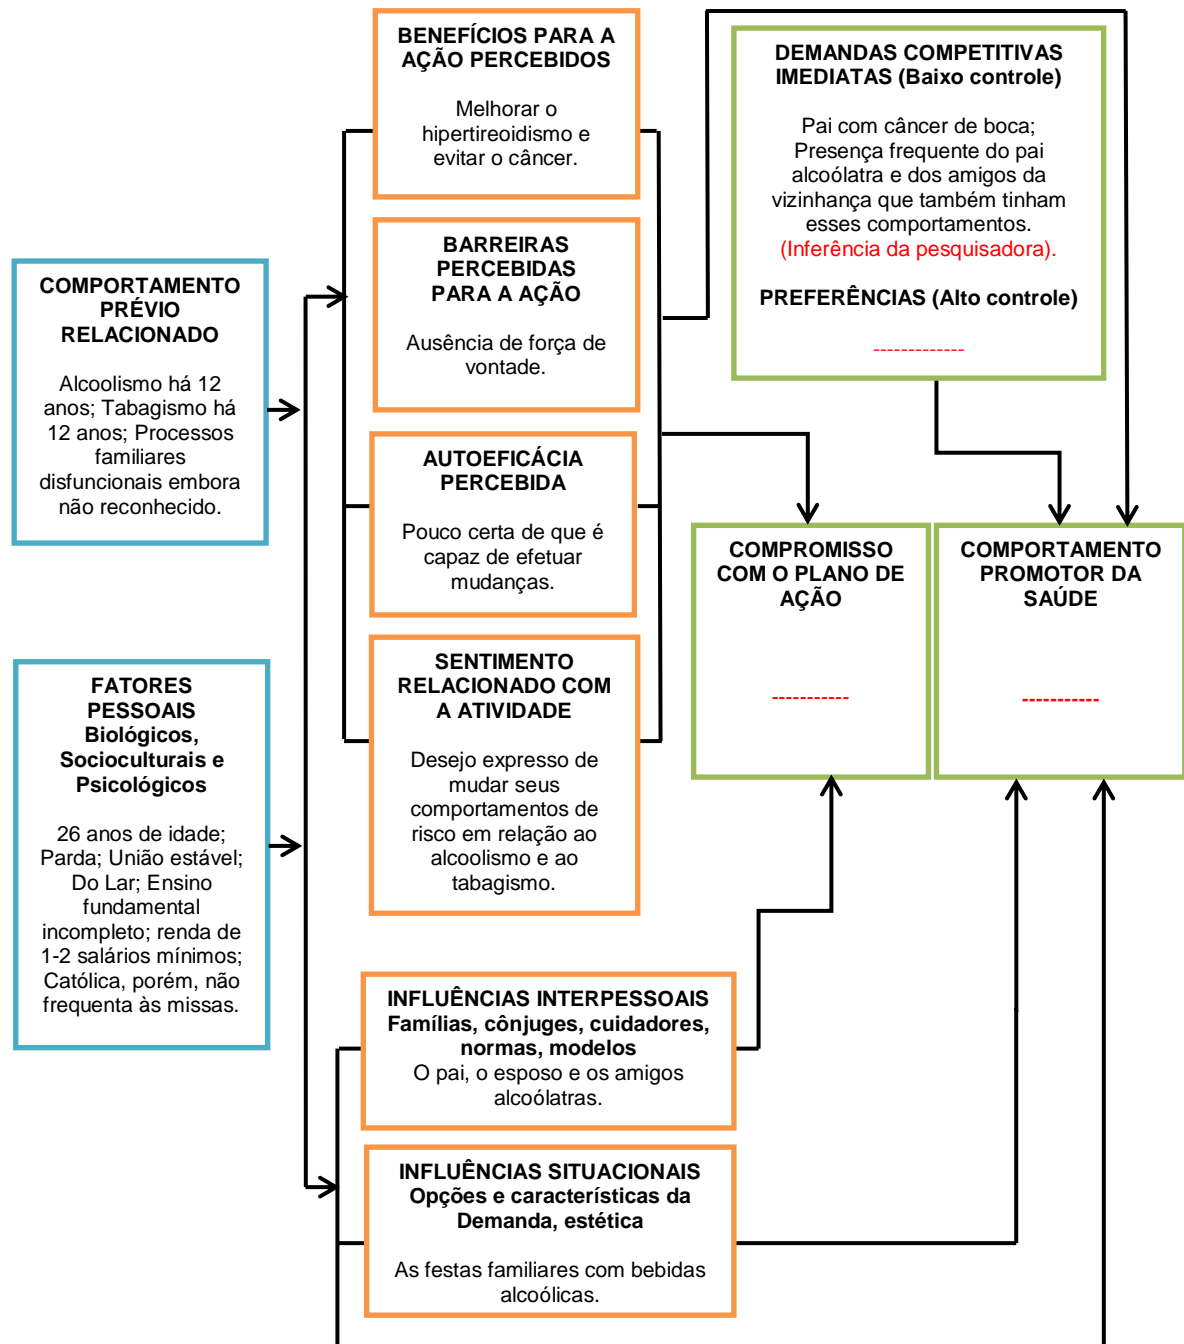 BENEFÍCIOS PARA A
AÇÃO PERCEBIDOS
Melhorar o
hipertireoidismo e
evitar o câncer.
DEMANDAS COMPETITIVAS
IMEDIATAS (Baixo controle)
Pai com câncer de boca;
Presença frequente do pai
alcoólatra e dos amigos da
vizinhança que também tinham
esses comportamentos.
(Inferência da pesquisadora).
PREFERÊNCIAS (Alto controle)
-------------
BARREIRAS
PERCEBIDAS
PARA A AÇÃO
Ausência de força de
vontade.
COMPORTAMENTO
PRÉVIO
RELACIONADO
Alcoolismo há 12
anos; Tabagismo há
12 anos; Processos
familiares
disfuncionais embora
não reconhecido.
AUTOEFICÁCIA
PERCEBIDA
Pouco certa de que é
capaz de efetuar
mudanças.
COMPROMISSO
COM O PLANO DE
AÇÃO
-----------
COMPORTAMENTO
PROMOTOR DA
SAÚDE
-----------
SENTIMENTO
RELACIONADO COM
A ATIVIDADE
Desejo expresso de
mudar seus
comportamentos de
risco em relação ao
alcoolismo e ao
tabagismo.
FATORES
PESSOAIS
Biológicos,
Socioculturais e
Psicológicos
26 anos de idade;
Parda; União estável;
Do Lar; Ensino
fundamental
incompleto; renda de
1-2 salários mínimos;
Católica, porém, não
frequenta às missas.
INFLUÊNCIAS INTERPESSOAIS
Famílias, cônjuges, cuidadores,
normas, modelos
O pai, o esposo e os amigos
alcoólatras.
INFLUÊNCIAS SITUACIONAIS
Opções e características da
Demanda, estética
As festas familiares com bebidas
alcoólicas.